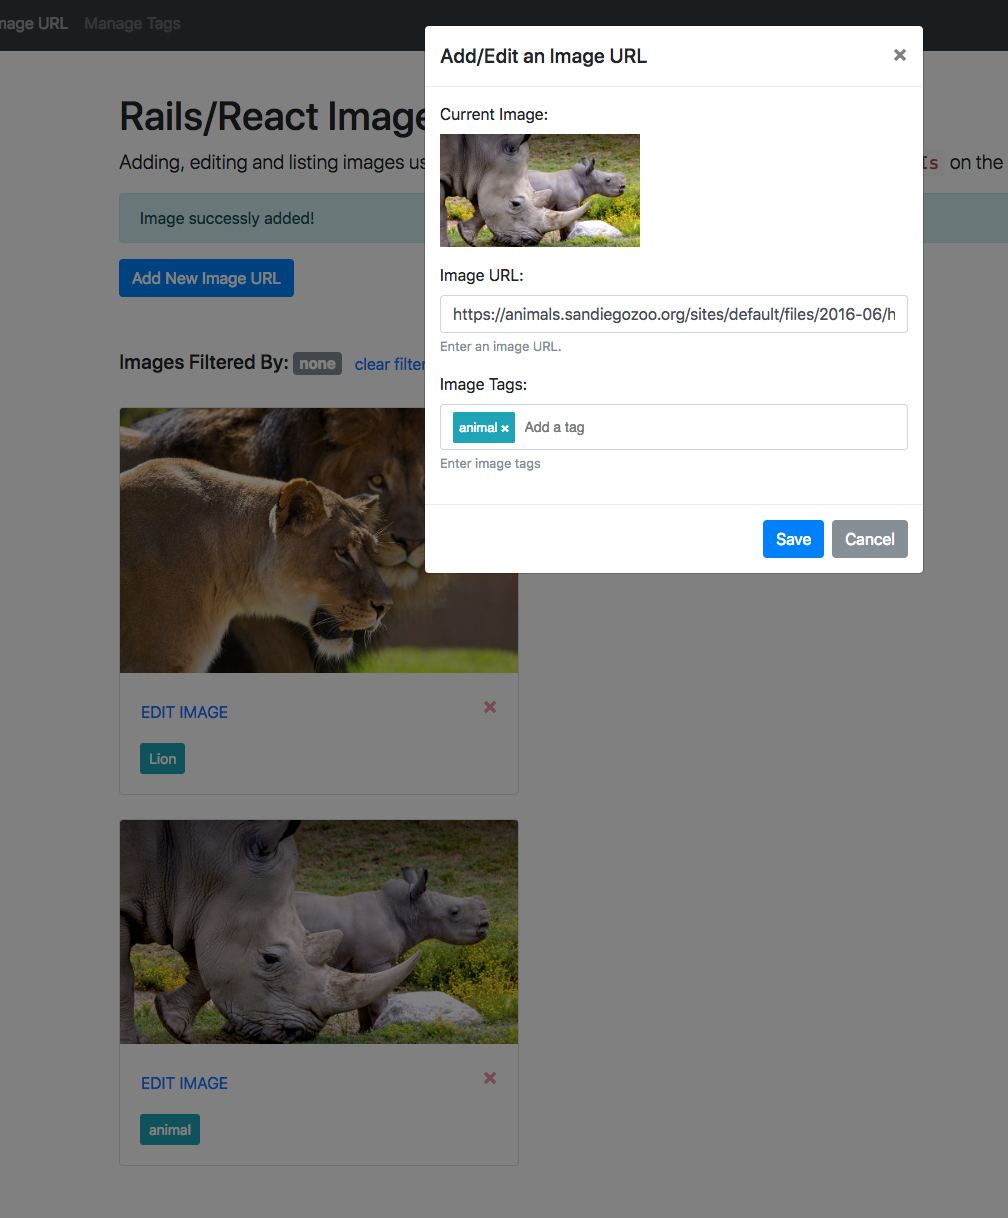 mage URL Manage Tags
Add/Edit an Image URL
Current Image:
Rails/React Image
Adding, editing and listing images us
Is on the
Image successly added!
Add New Image URL
Image URL:
https://animals.sandiegozoo.org/sites/default/files/2016-06/h
Enter an image URL.
Images Filtered By: none clear filter
Image Tags:
animal × Add a tag
Enter image tags
Save Cancel
EDIT IMAGE
Lion
EDIT IMAGE
animal